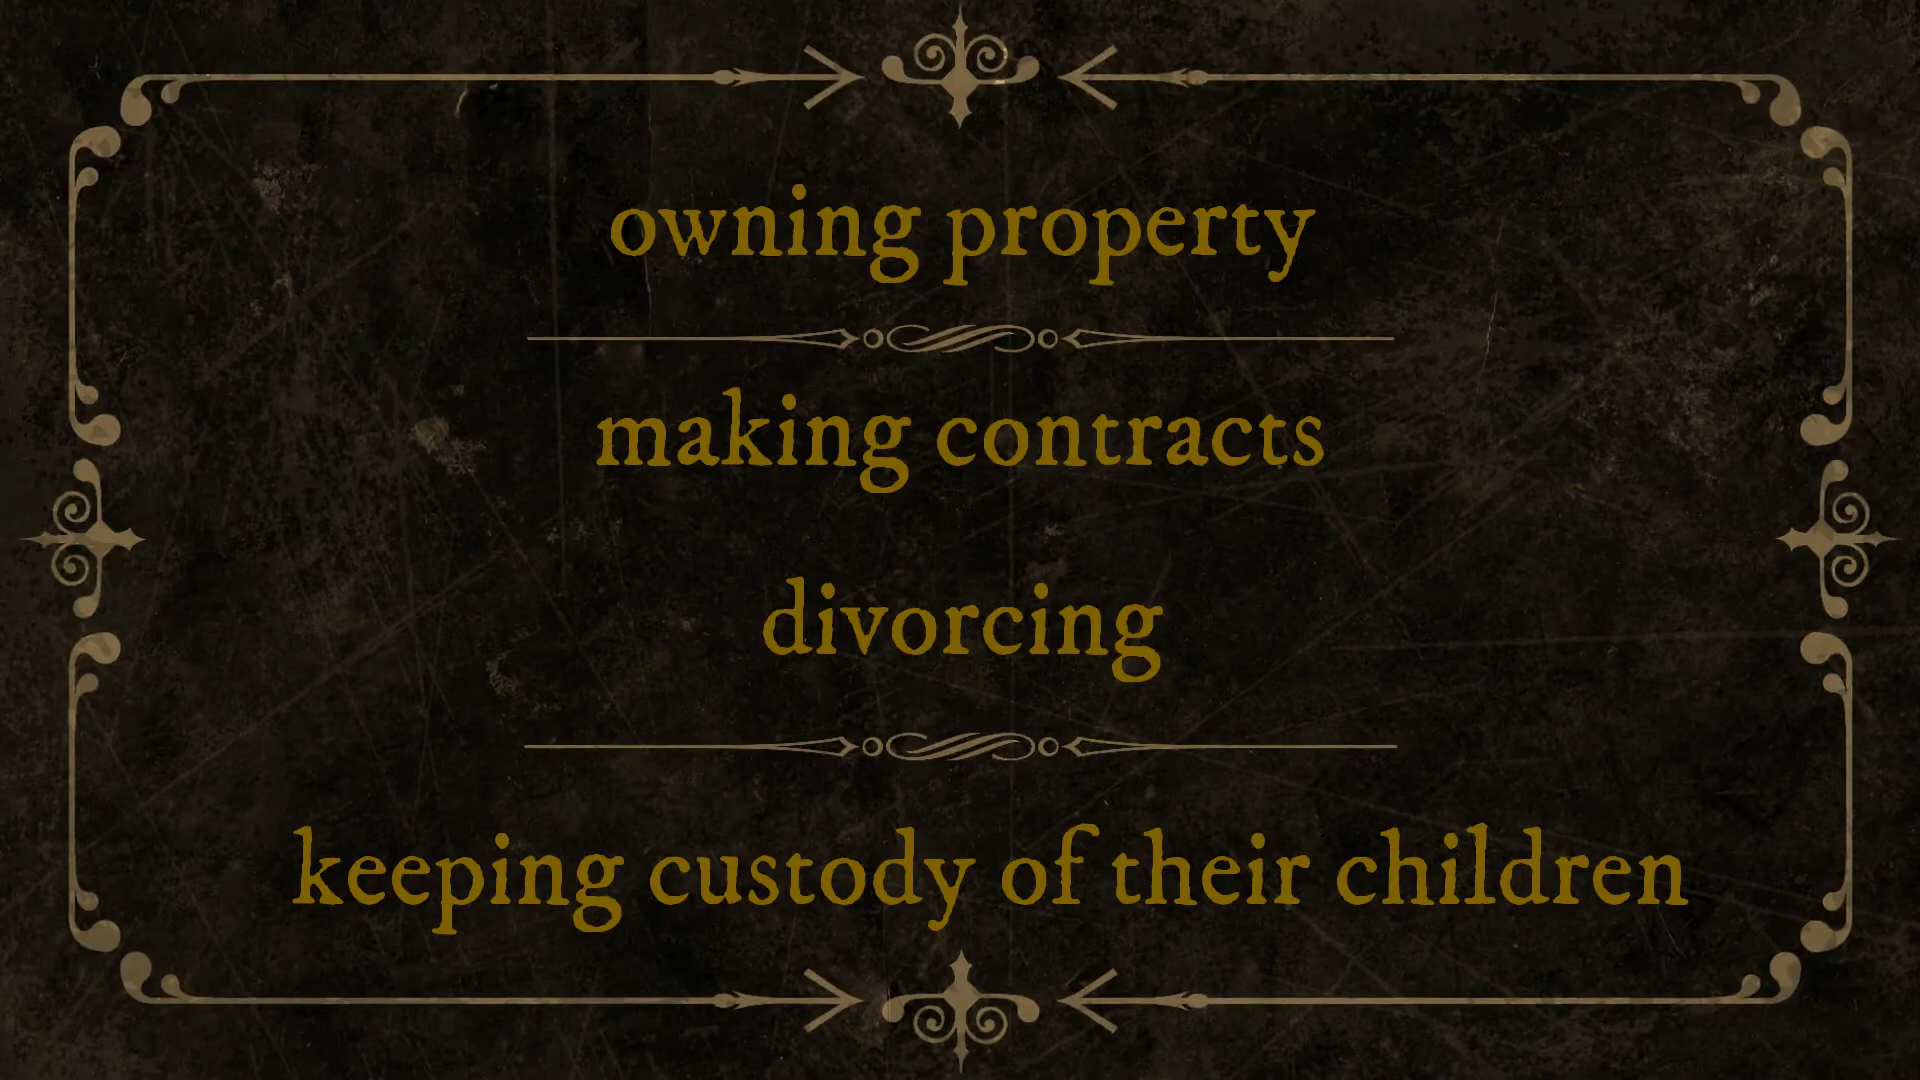 owning property
making contracts
divorcing
keeping custody of their children